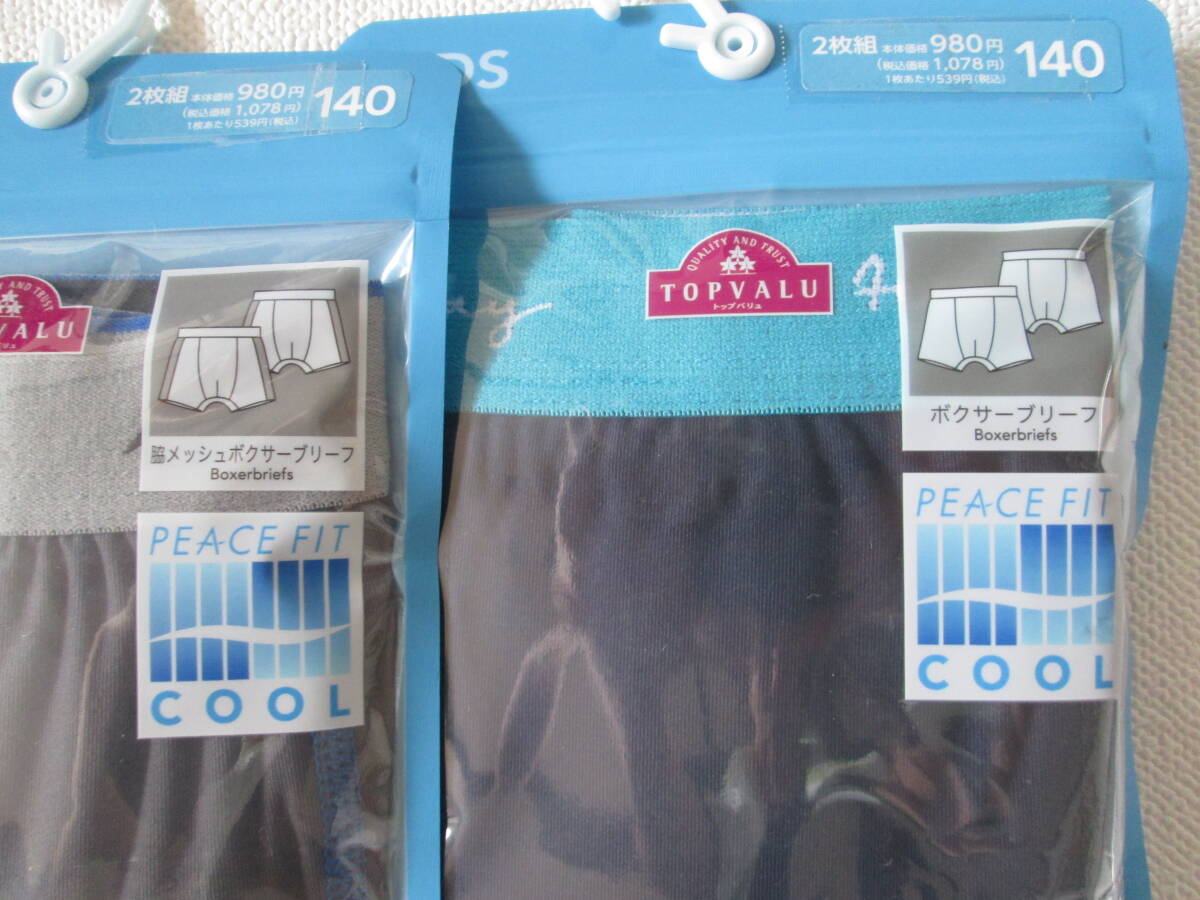 2枚組 本体価格 980円
(税込価格 1,078円)
1枚あたり539円(税込)
140
QUALITY AND TRUST
TOPVALU
脇メッシュボクサーブリーフ
Boxerbriefs
PEACE FIT
COOL
DS
2枚組 本体価格 980円
(税込価格 1,078円)
1枚あたり539円(税込)
140
QUALITY AND TRUST
TOPVALU
トップバリュ
ボクサーブリーフ
Boxerbriefs
PEACE FIT
COOL